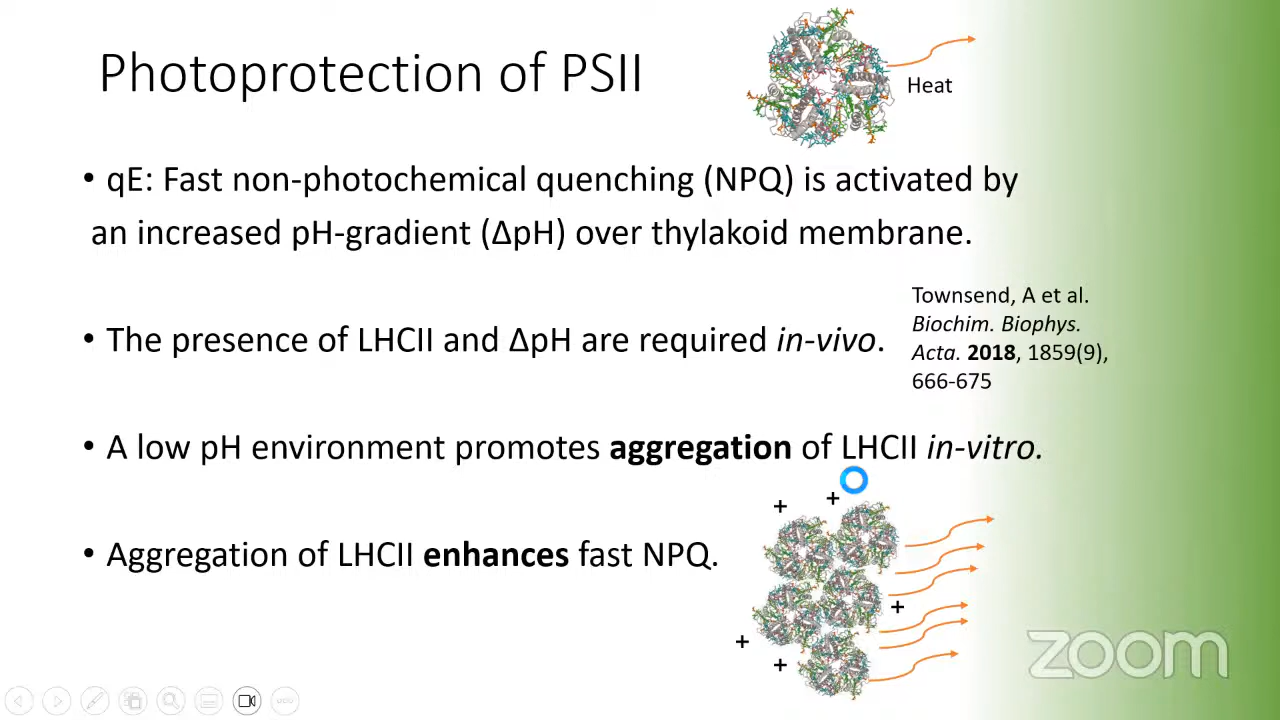 Photoprotection of PSII
Heat
• qE: Fast non-photochemical quenching (NPQ) is activated by
an increased pH-gradient (ΔpH) over thylakoid membrane.
Townsend, A et al.
Biochim. Biophys.
Acta. 2018, 1859(9),
666-675
• The presence of LHCII and ΔpH are required in-vivo.
• A low pH environment promotes aggregation of LHCII in-vitro.
+ +
• Aggregation of LHCII enhances fast NPQ.
+
+
+
zoom